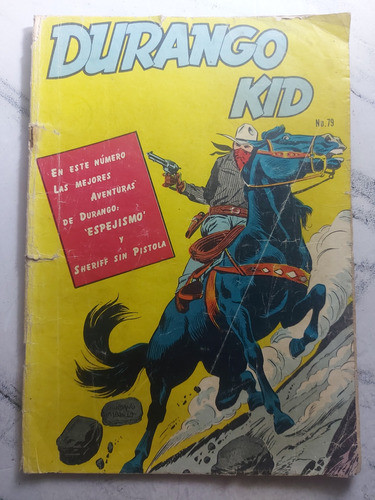 DURANGO
KID
No. 79
EN ESTE NÚMERO
LAS MEJORES
AVENTURAS
DE DURANGO:
'ESPEJISMO'
Y
SHERIFF SIN PISTOLA